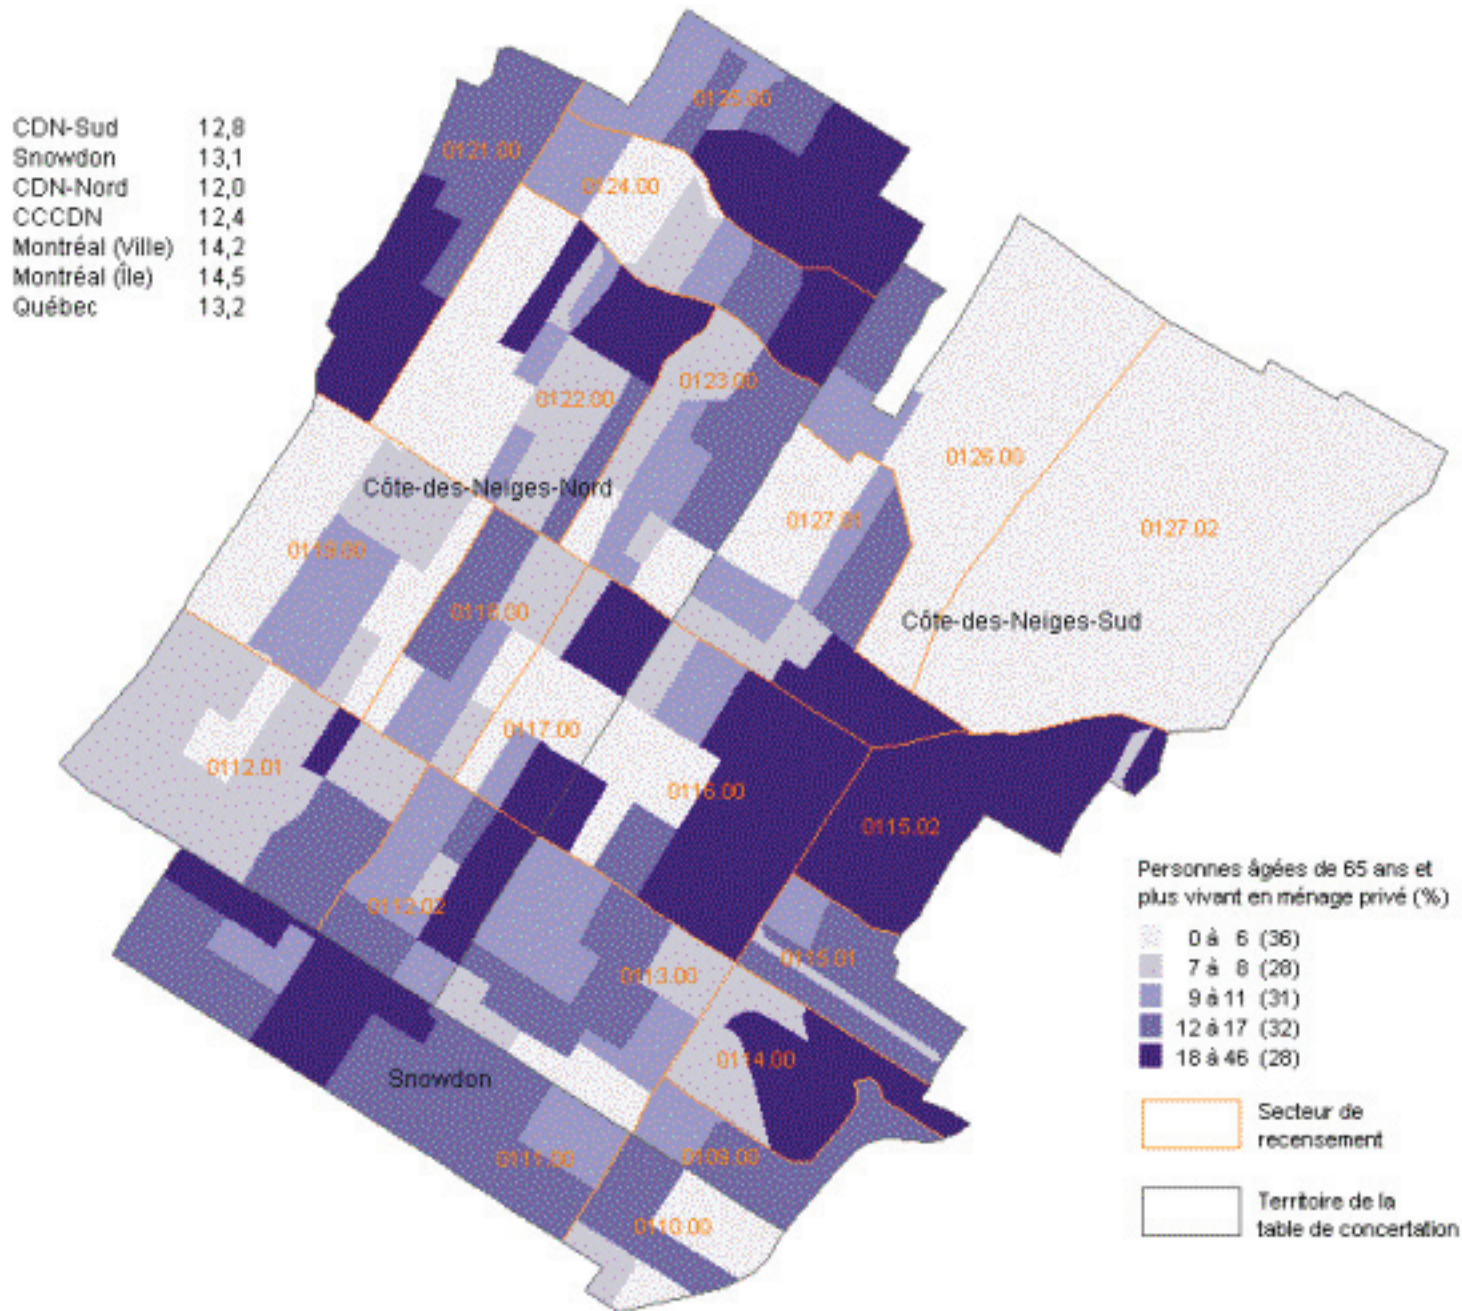 CDN-Sud 12,8
Snowdon 13,1
CDN-Nord 12,0
CCCDN 12,4
Montréal (Ville) 14,2
Montréal (Île) 14,5
Québec 13,2
0125.00
0121.00
0124.00
0123.00
0122.00
0126.00
Côte-des-Neiges-Nord
0127.01
0127.02
0119.00
0118.00
Côte-des-Neiges-Sud
0117.00
0112.01
0116.00
0115.02
0112.02
0115.01
0113.00
0114.00
Snowdon
0111.00
0109.00
0110.00
Personnes âgées de 65 ans et
plus vivant en ménage privé (%)
0 à 6 (36)
7 à 8 (28)
9 à 11 (31)
12 à 17 (32)
18 à 46 (28)
Secteur de
recensement
Territoire de la
table de concertation